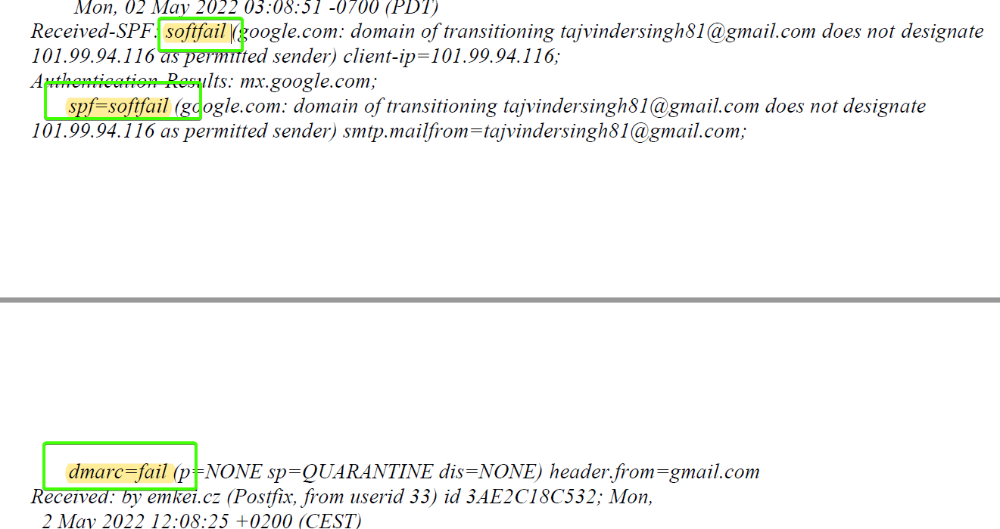 Mon, 02 May 2022 03:08:51 -0700 (PDT)
Received-SPF: softfail (google.com: domain of transitioning tajvindersingh81@gmail.com does not designate
101.99.94.116 as permitted sender) client-ip=101.99.94.116;
Authentication-Results: mx.google.com;
spf=softfail (google.com: domain of transitioning tajvindersingh81@gmail.com does not designate
101.99.94.116 as permitted sender) smtp.mailfrom=tajvindersingh81@gmail.com;
dmarc=fail (p=NONE sp=QUARANTINE dis=NONE) header.from=gmail.com
Received: by emkei.cz (Postfix, from userid 33) id 3AE2C18C532; Mon,
2 May 2022 12:08:25 +0200 (CEST)